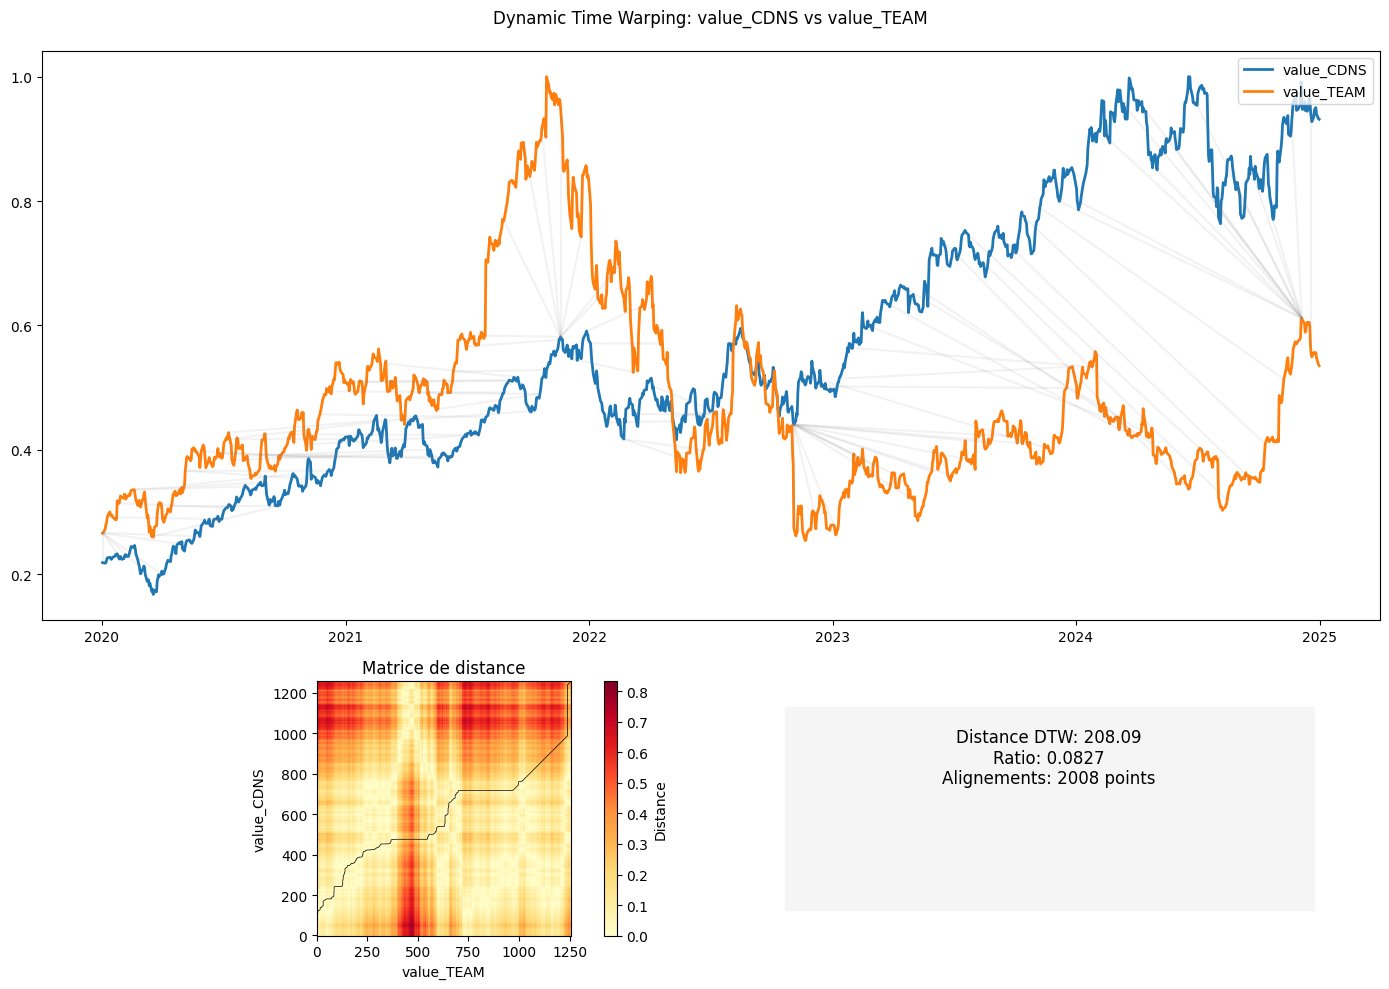 Dynamic Time Warping: value_CDNS vs value_TEAM
value_CDNS
value_TEAM
1.0
0.8
0.6
0.4
0.2
2020 2021 2022 2023 2024 2025
Matrice de distance
value_CDNS
1200
1000
800
600
400
200
0
0 250 500 750 1000 1250
value_TEAM
0.8
0.7
0.6
0.5
0.4
0.3
0.2
0.1
0.0
Distance
Distance DTW: 208.09
Ratio: 0.0827
Alignements: 2008 points